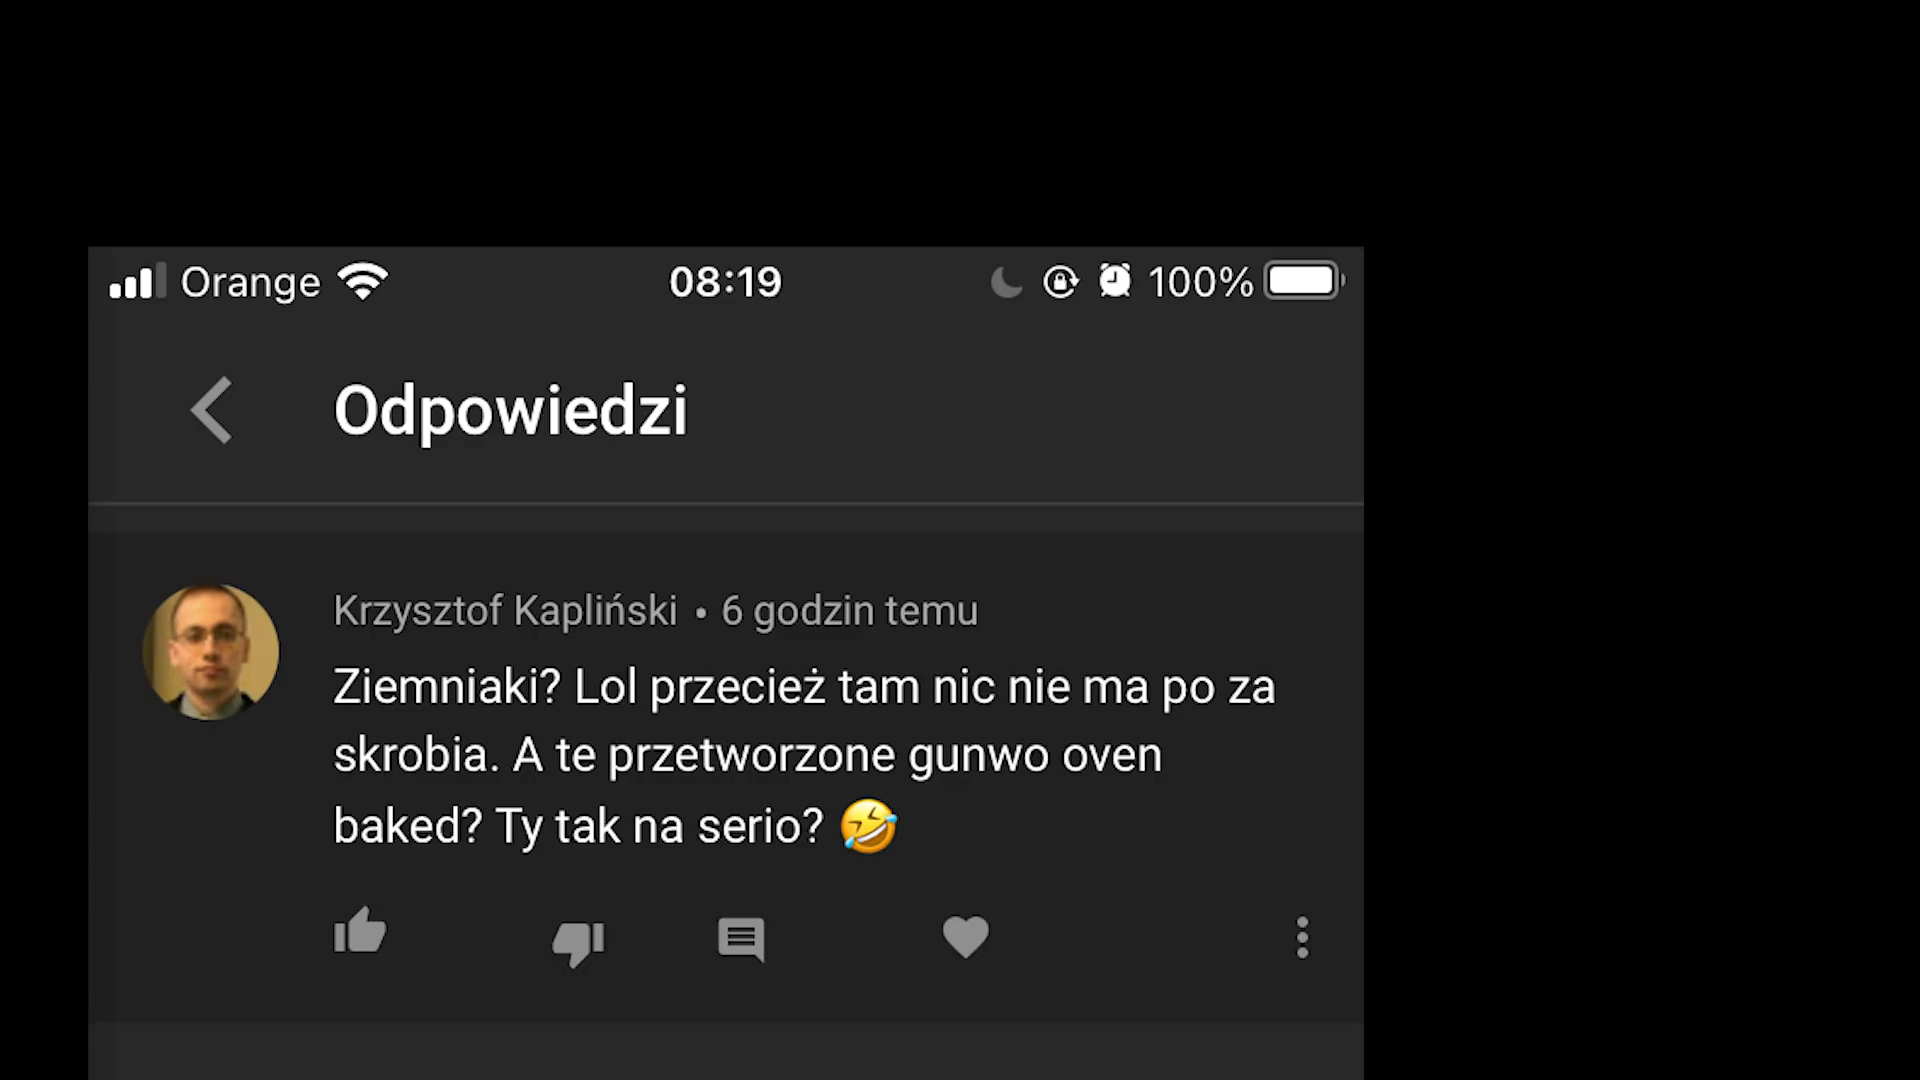 Orange 08:19 100%
Odpowiedzi
Krzysztof Kapliński • 6 godzin temu
Ziemniaki? Lol przecież tam nic nie ma po za
skrobia. A te przetworzone gunwo oven
baked? Ty tak na serio? 🤣